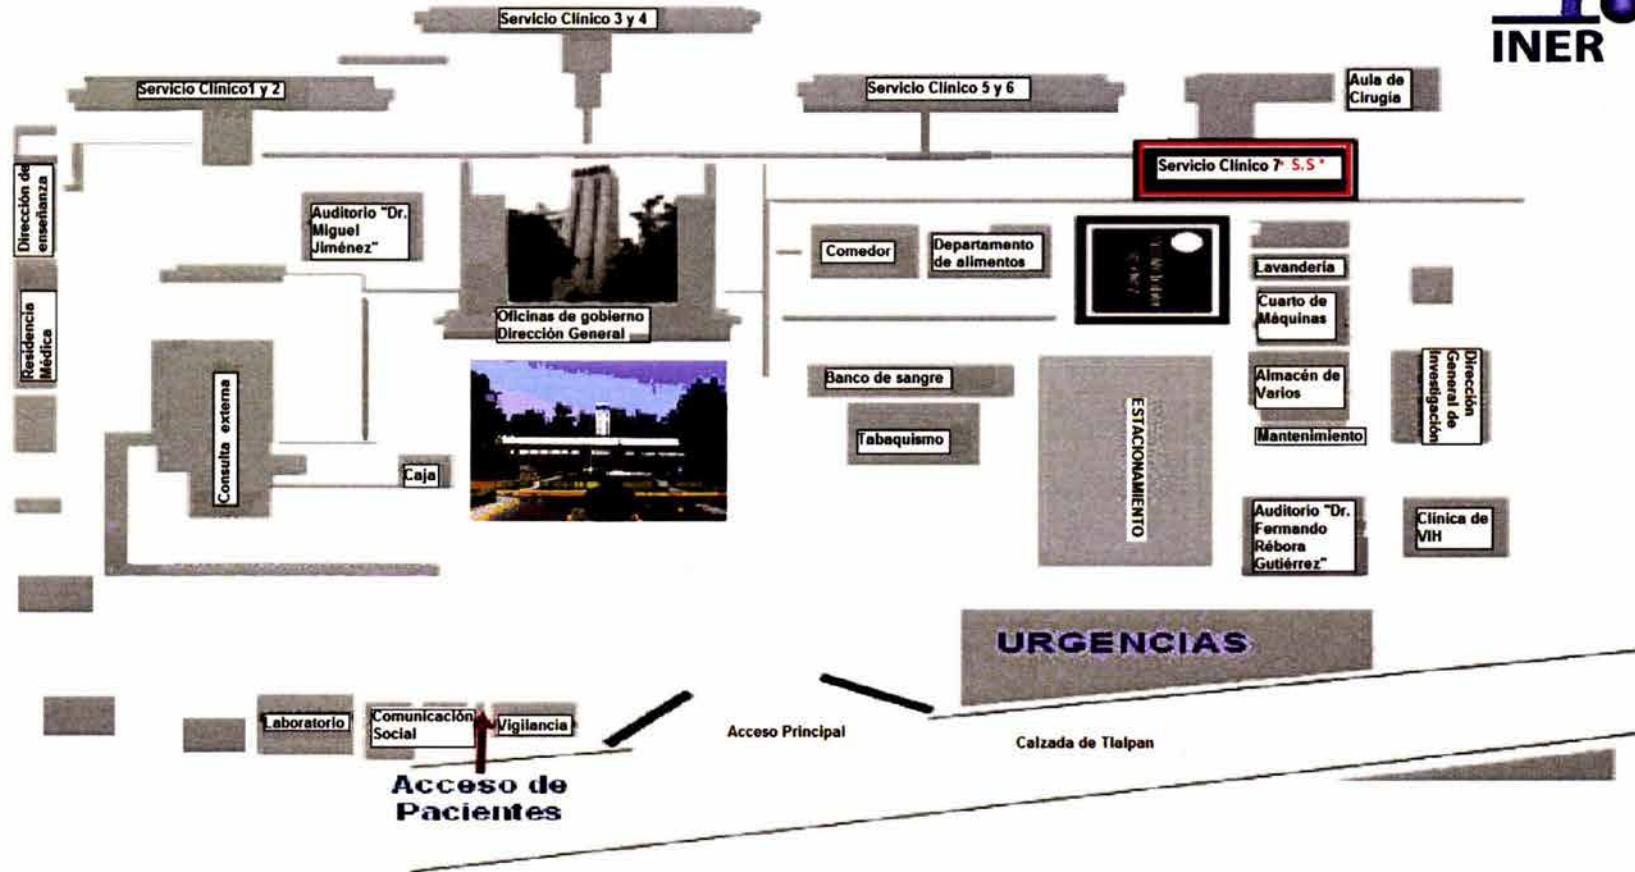 Servicio Clínico 3 y 4
INER
Servicio Clínico1 y 2
Servicio Clínico 5 y 6
Aula de
Cirugía
Servicio Clínico 7° S.S°
Dirección de
enseñanza
Auditorio "Dr.
Miguel
Jiménez"
Comedor
Departamento
de alimentos
Lavandería
Cuarto de
Máquinas
Residencia
Médica
Oficinas de gobierno
Dirección General
Consulta externa
Banco de sangre
Tabaquismo
ESTACIONAMIENTO
Almacén de
Varios
Mantenimiento
Dirección
General de
Investigación
Caja
Auditorio "Dr.
Fernando
Rébora
Gutiérrez"
Clínica de
VIH
URGENCIAS
Laboratorio
Comunicación
Social
Vigilancia
Acceso Principal
Calzada de Tlalpan
Acceso de
Pacientes